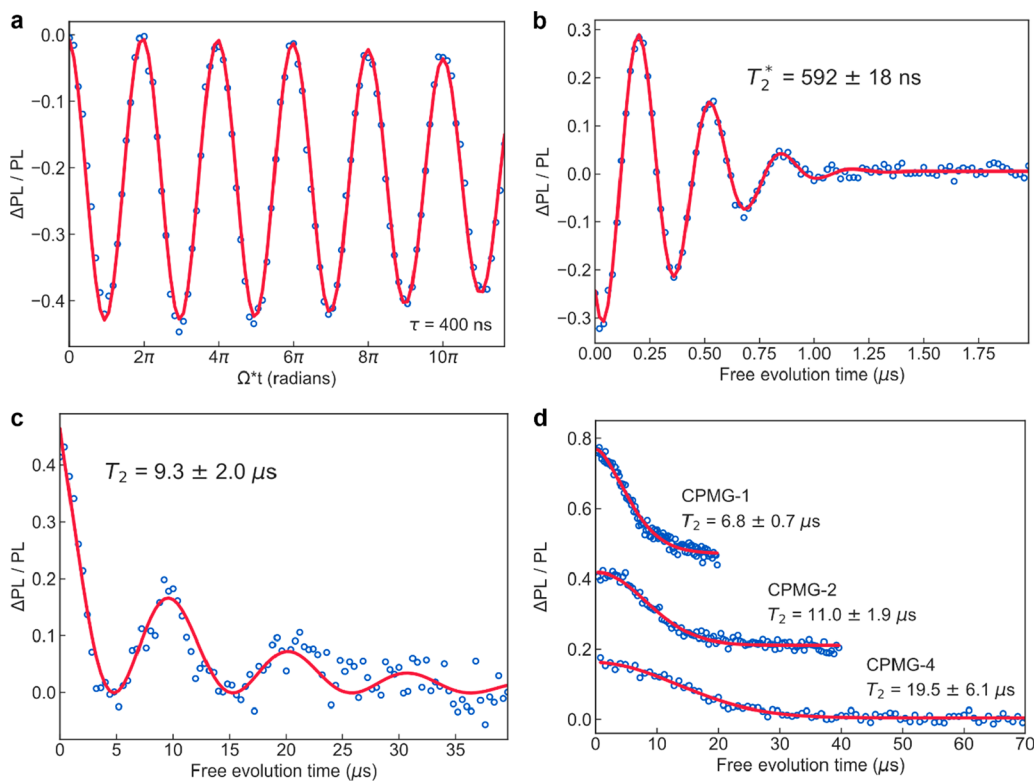 a
0.0
−0.1
−0.2
−0.3
−0.4
ΔPL / PL
0
2π
4π
6π
8π
10π
Ω*t (radians)
τ = 400 ns
b
0.3
0.2
0.1
0.0
−0.1
−0.2
−0.3
ΔPL / PL
0.00
0.25
0.50
0.75
1.00
1.25
1.50
1.75
Free evolution time (μs)
T₂* = 592 ± 18 ns
c
0.4
0.3
0.2
0.1
0.0
ΔPL / PL
0
5
10
15
20
25
30
35
Free evolution time (μs)
T₂ = 9.3 ± 2.0 μs
d
0.8
0.6
0.4
0.2
0.0
ΔPL / PL
0
10
20
30
40
50
60
70
Free evolution time (μs)
CPMG-1
T₂ = 6.8 ± 0.7 μs
CPMG-2
T₂ = 11.0 ± 1.9 μs
CPMG-4
T₂ = 19.5 ± 6.1 μs